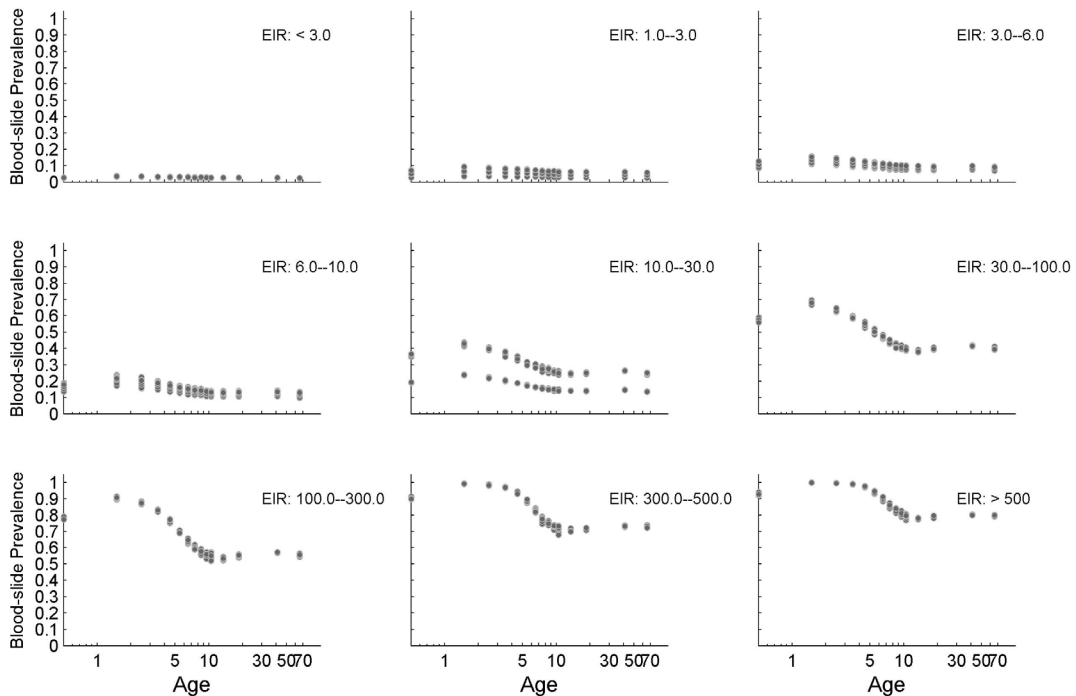 Blood-slide Prevalence
1
0.9
0.8
0.7
0.6
0.5
0.4
0.3
0.2
0.1
0
EIR: < 3.0
EIR: 1.0--3.0
EIR: 3.0--6.0
Blood-slide Prevalence
1
0.9
0.8
0.7
0.6
0.5
0.4
0.3
0.2
0.1
0
EIR: 6.0--10.0
EIR: 10.0--30.0
EIR: 30.0--100.0
Blood-slide Prevalence
1
0.9
0.8
0.7
0.6
0.5
0.4
0.3
0.2
0.1
0
EIR: 100.0--300.0
EIR: 300.0--500.0
EIR: > 500
1 5 10 30 50 70
1 5 10 30 50 70
1 5 10 30 50 70
Age
Age
Age